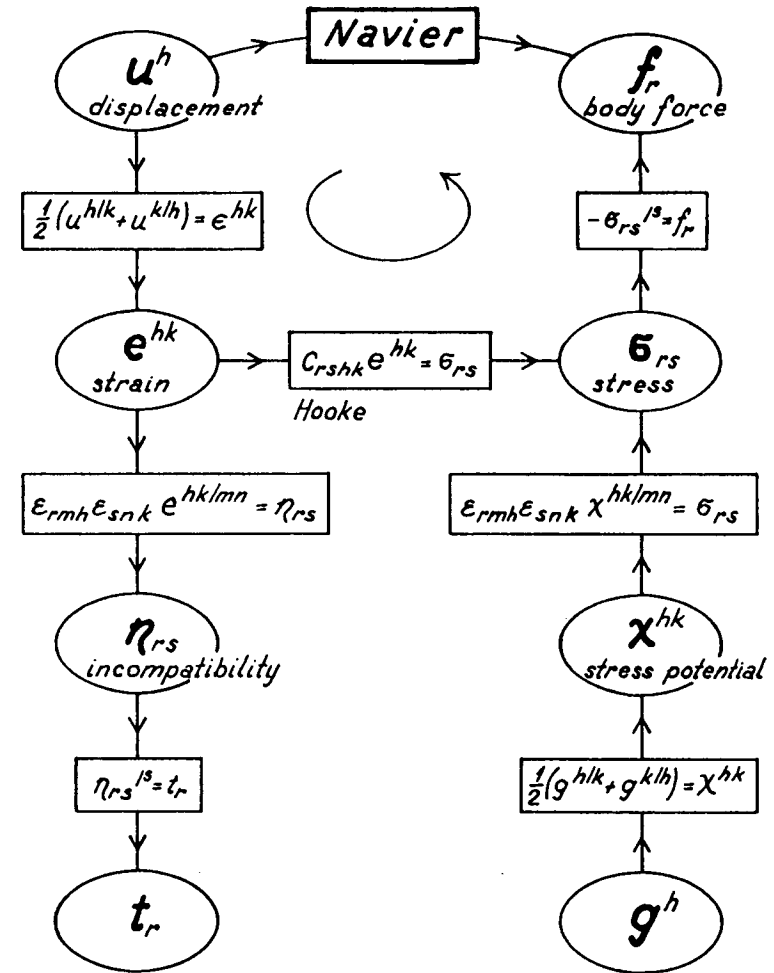 Navier
u^h
displacement
f_r
body force
½(u^{h/k}+u^{k/h})=ϵ^{hk}
-σ_{rs}^{/s}=f_r
e^{hk}
strain
C_{rshk}e^{hk}=σ_{rs}
Hooke
σ_{rs}
stress
ε_{rmh}ε_{snk} e^{hk/mn}=η_{rs}
ε_{rmh}ε_{snk} χ^{hk/mn}=σ_{rs}
η_{rs}
incompatibility
χ^{hk}
stress potential
η_{rs}^{/s}=t_r
½(g^{h/k}+g^{k/h})=χ^{hk}
t_r
g^h